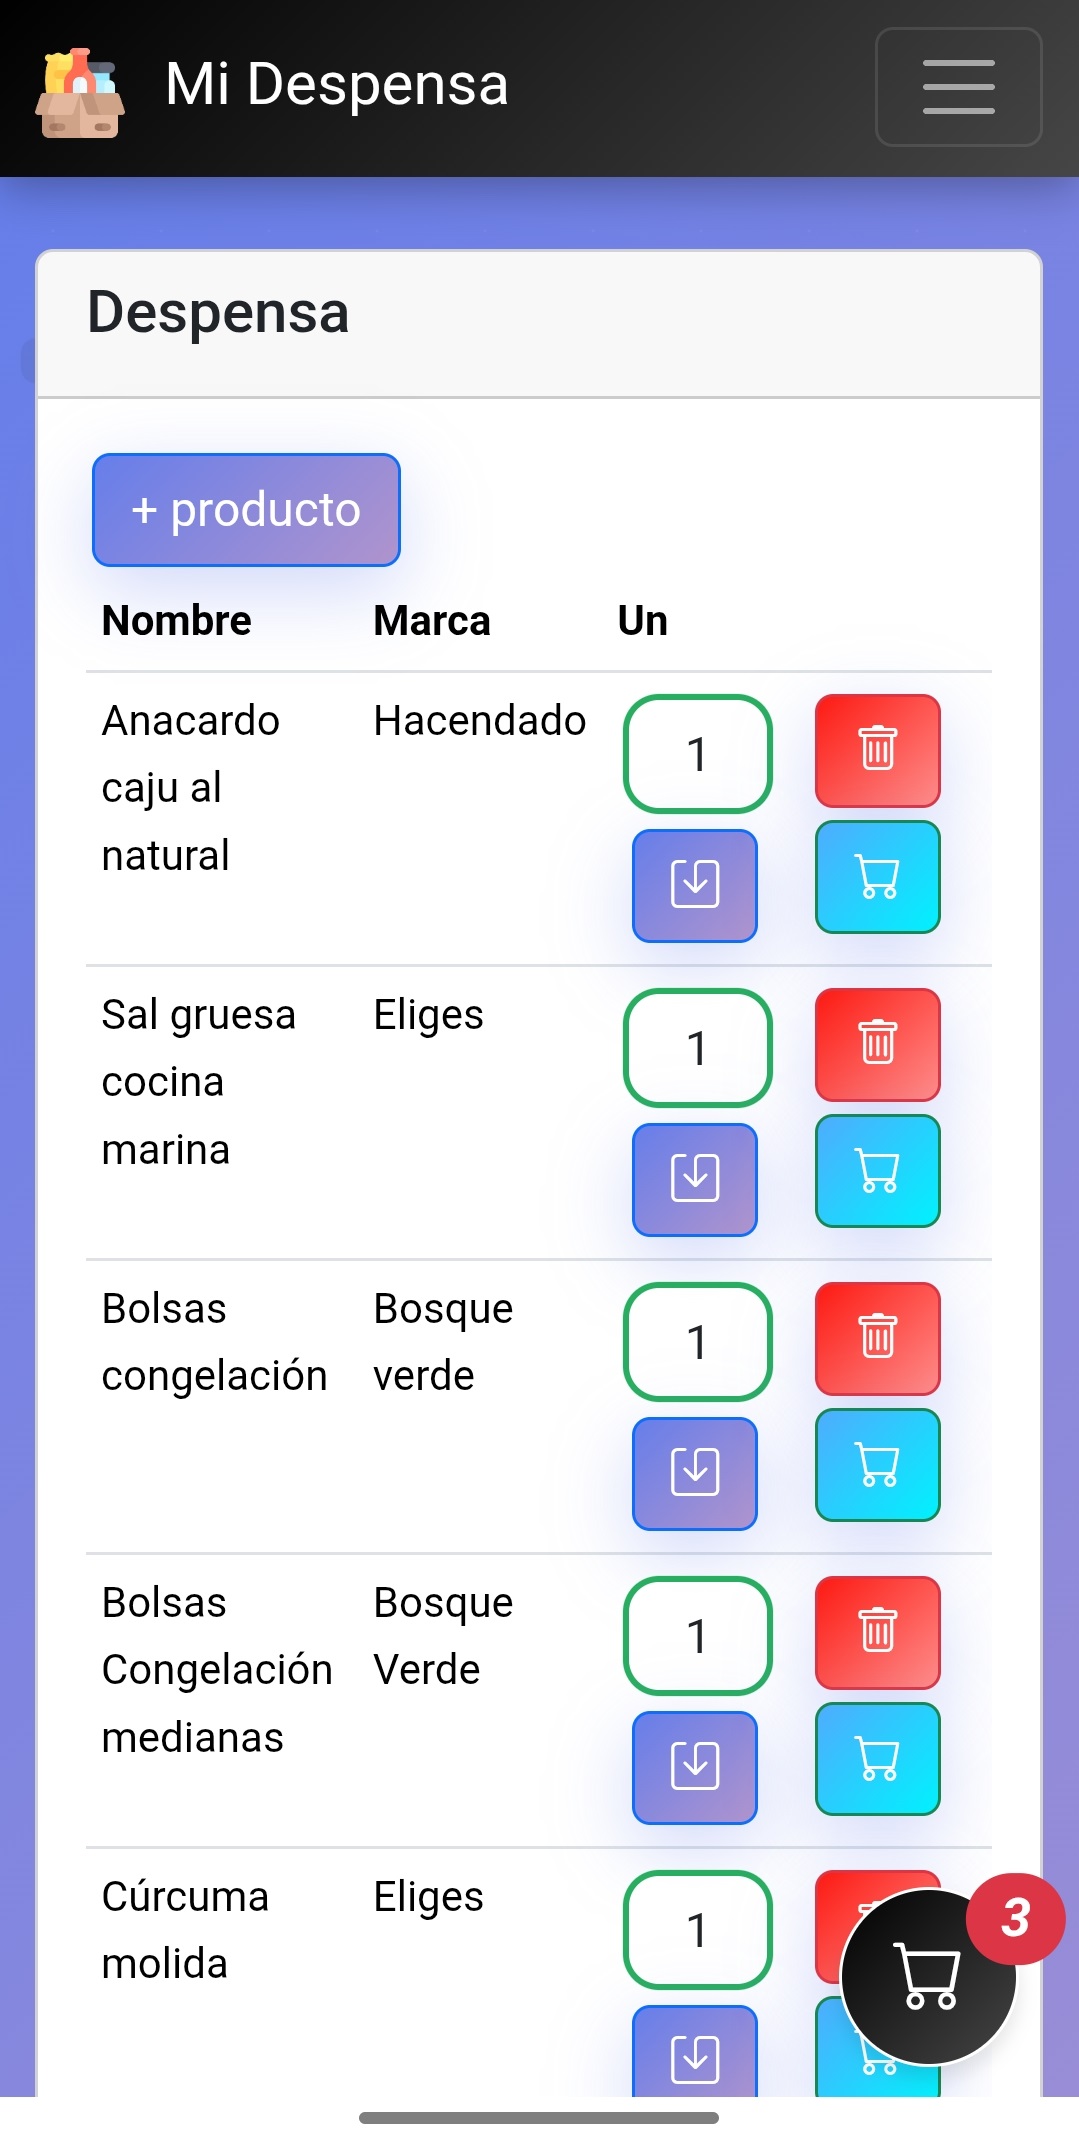 Mi Despensa
Despensa
+ producto
Nombre Marca Un
Anacardo Hacendado 1
caju al
natural
Sal gruesa Eliges 1
cocina
marina
Bolsas Bosque 1
congelación verde
Bolsas Bosque 1
Congelación Verde
medianas
Cúrcuma Eliges 1
molida
3